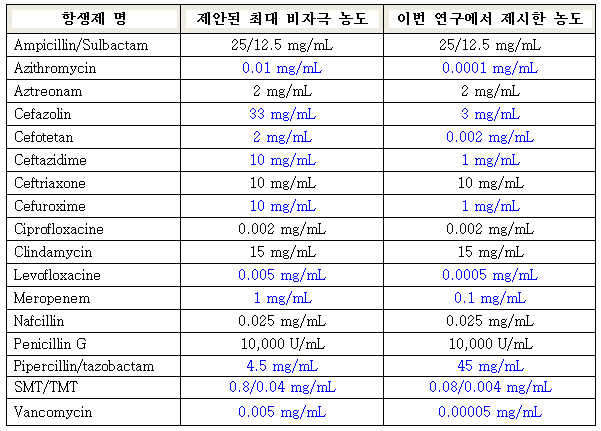 항생제 명 제안된 최대 비자극 농도 이번 연구에서 제시한 농도
Ampicillin/Sulbactam 25/12.5 mg/mL 25/12.5 mg/mL
Azithromycin 0.01 mg/mL 0.0001 mg/mL
Aztreonam 2 mg/mL 2 mg/mL
Cefazolin 33 mg/mL 3 mg/mL
Cefotetan 2 mg/mL 0.002 mg/mL
Ceftazidime 10 mg/mL 1 mg/mL
Ceftriaxone 10 mg/mL 10 mg/mL
Cefuroxime 10 mg/mL 1 mg/mL
Ciprofloxacine 0.002 mg/mL 0.002 mg/mL
Clindamycin 15 mg/mL 15 mg/mL
Levofloxacine 0.005 mg/mL 0.0005 mg/mL
Meropenem 1 mg/mL 0.1 mg/mL
Nafcillin 0.025 mg/mL 0.025 mg/mL
Penicillin G 10,000 U/mL 10,000 U/mL
Pipercillin/tazobactam 4.5 mg/mL 45 mg/mL
SMT/TMT 0.8/0.04 mg/mL 0.08/0.004 mg/mL
Vancomycin 0.005 mg/mL 0.00005 mg/mL